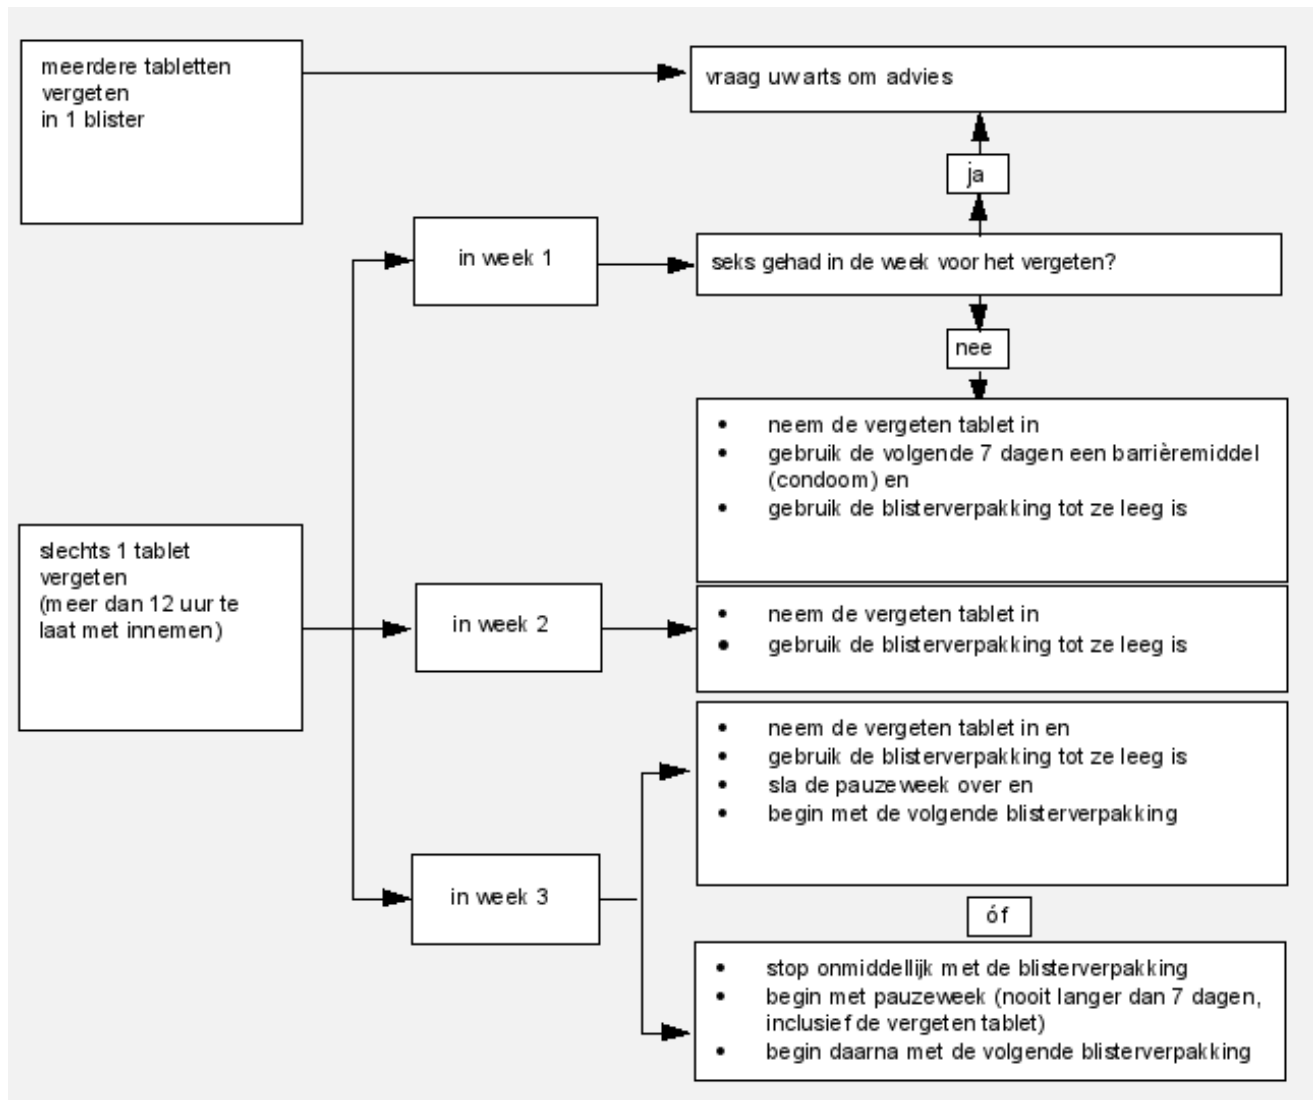 meerdere tabletten
vergeten
in 1 blister
vraag uw arts om advies
ja
in week 1
seks gehad in de week voor het vergeten?
nee
• neem de vergeten tablet in
• gebruik de volgende 7 dagen een barrièremiddel
(condoom) en
• gebruik de blisterverpakking tot ze leeg is
slechts 1 tablet
vergeten
(meer dan 12 uur te
laat met innemen)
in week 2
• neem de vergeten tablet in
• gebruik de blisterverpakking tot ze leeg is
in week 3
• neem de vergeten tablet in en
• gebruik de blisterverpakking tot ze leeg is
• sla de pauzeweek over en
• begin met de volgende blisterverpakking
óf
• stop onmiddellijk met de blisterverpakking
• begin met pauzeweek (nooit langer dan 7 dagen,
inclusief de vergeten tablet)
• begin daarna met de volgende blisterverpakking